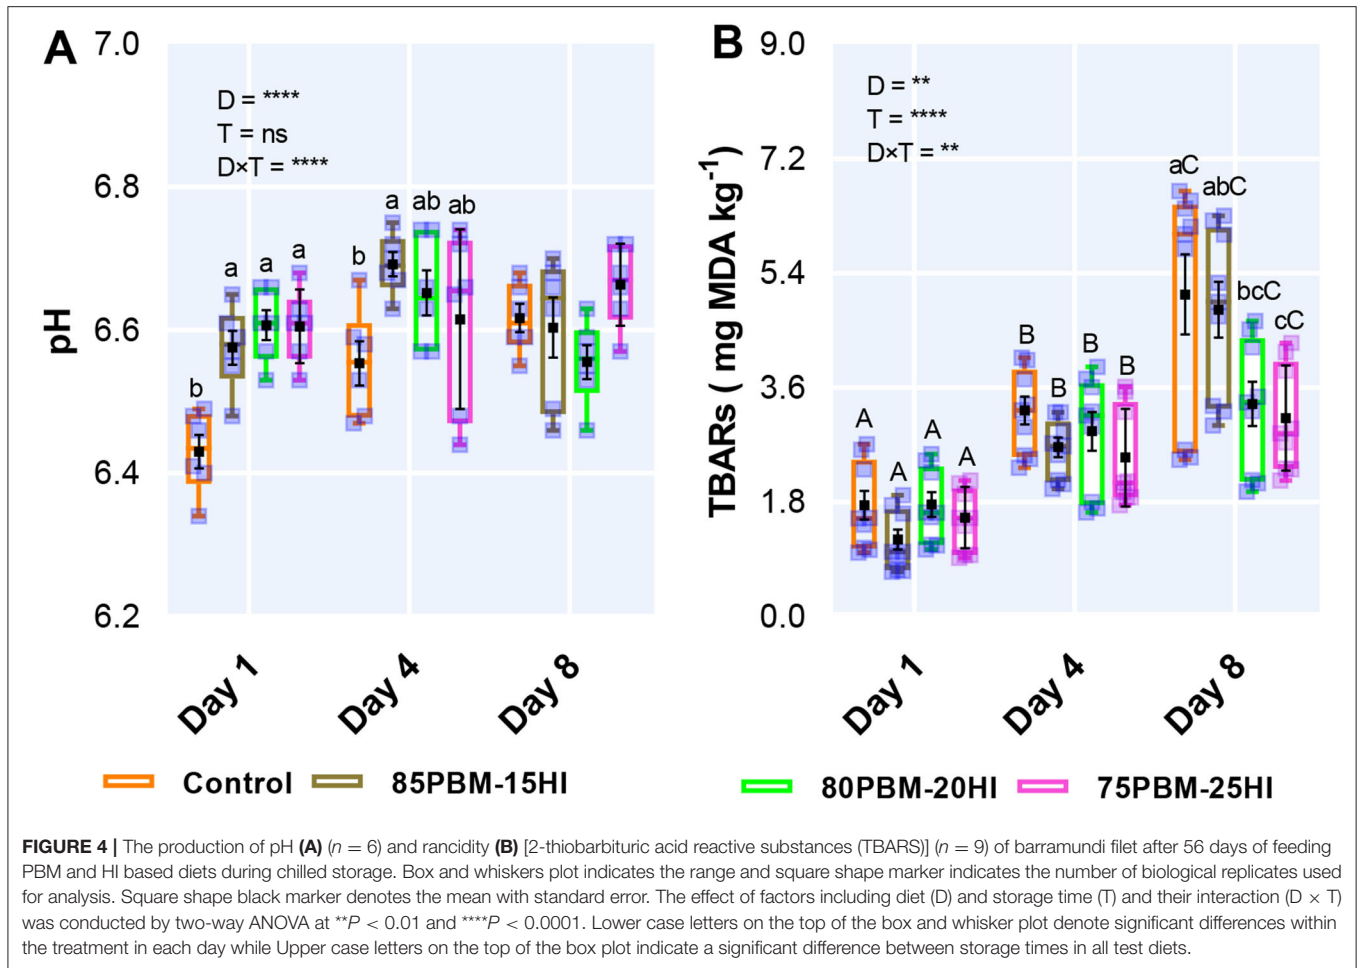 A
7.0
6.8
6.6
6.4
6.2
pH
D = ****
T = ns
D×T = ****
b
a
a
a
b
a
ab
ab
Day 1
Day 4
Day 8
B
9.0
7.2
5.4
3.6
1.8
0.0
TBARs ( mg MDA kg-1)
D = **
T = ****
D×T = **
A
A
A
A
B
B
B
B
aC
abC
bcC
cC
Day 1
Day 4
Day 8
Control 85PBM-15HI 80PBM-20HI 75PBM-25HI
FIGURE 4 | The production of pH (A) (n = 6) and rancidity (B) [2-thiobarbituric acid reactive substances (TBARS)] (n = 9) of barramundi filet after 56 days of feeding
PBM and HI based diets during chilled storage. Box and whiskers plot indicates the range and square shape marker indicates the number of biological replicates used
for analysis. Square shape black marker denotes the mean with standard error. The effect of factors including diet (D) and storage time (T) and their interaction (D × T)
was conducted by two-way ANOVA at **P < 0.01 and ****P < 0.0001. Lower case letters on the top of the box and whisker plot denote significant differences within
the treatment in each day while Upper case letters on the top of the box plot indicate a significant difference between storage times in all test diets.